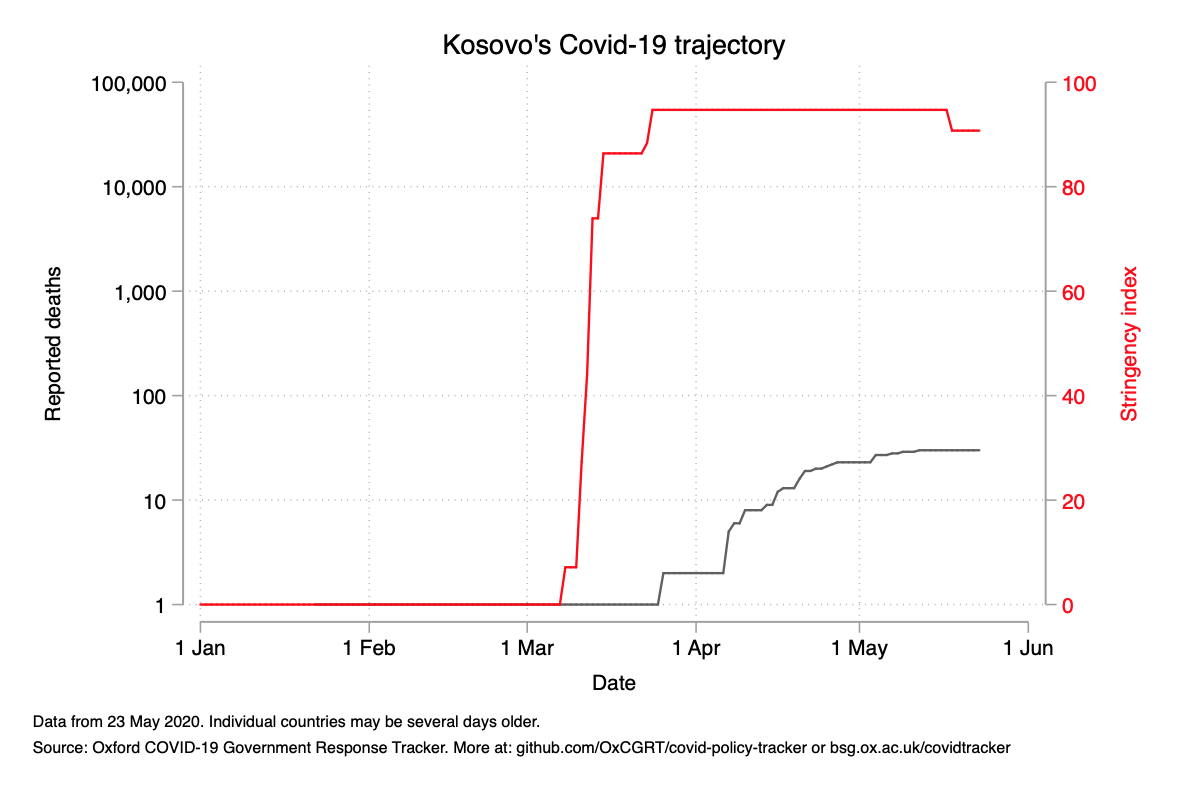 Kosovo's Covid-19 trajectory
100,000
10,000
1,000
100
10
1
Reported deaths
100
80
60
40
20
0
Stringency index
1 Jan
1 Feb
1 Mar
1 Apr
1 May
1 Jun
Date
Data from 23 May 2020. Individual countries may be several days older.
Source: Oxford COVID-19 Government Response Tracker. More at: github.com/OxCGRT/covid-policy-tracker or bsg.ox.ac.uk/covidtracker